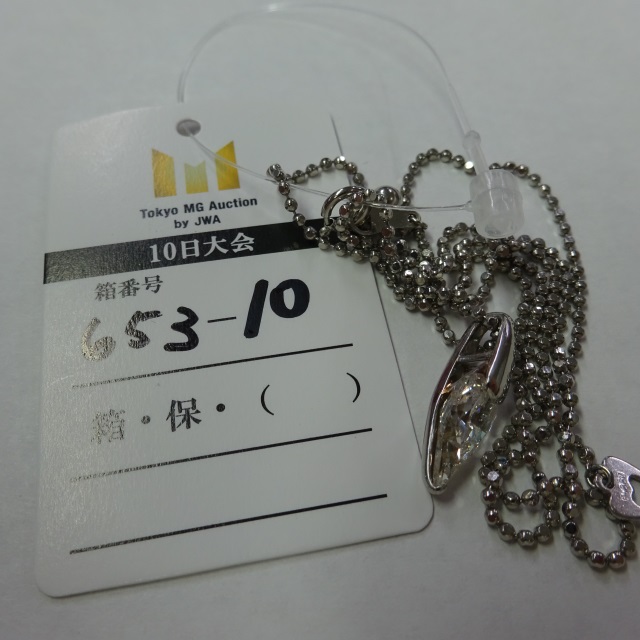 Tokyo MG Auction
by JWA
10日大会
箱番号
653-10
箱・保・（　　）